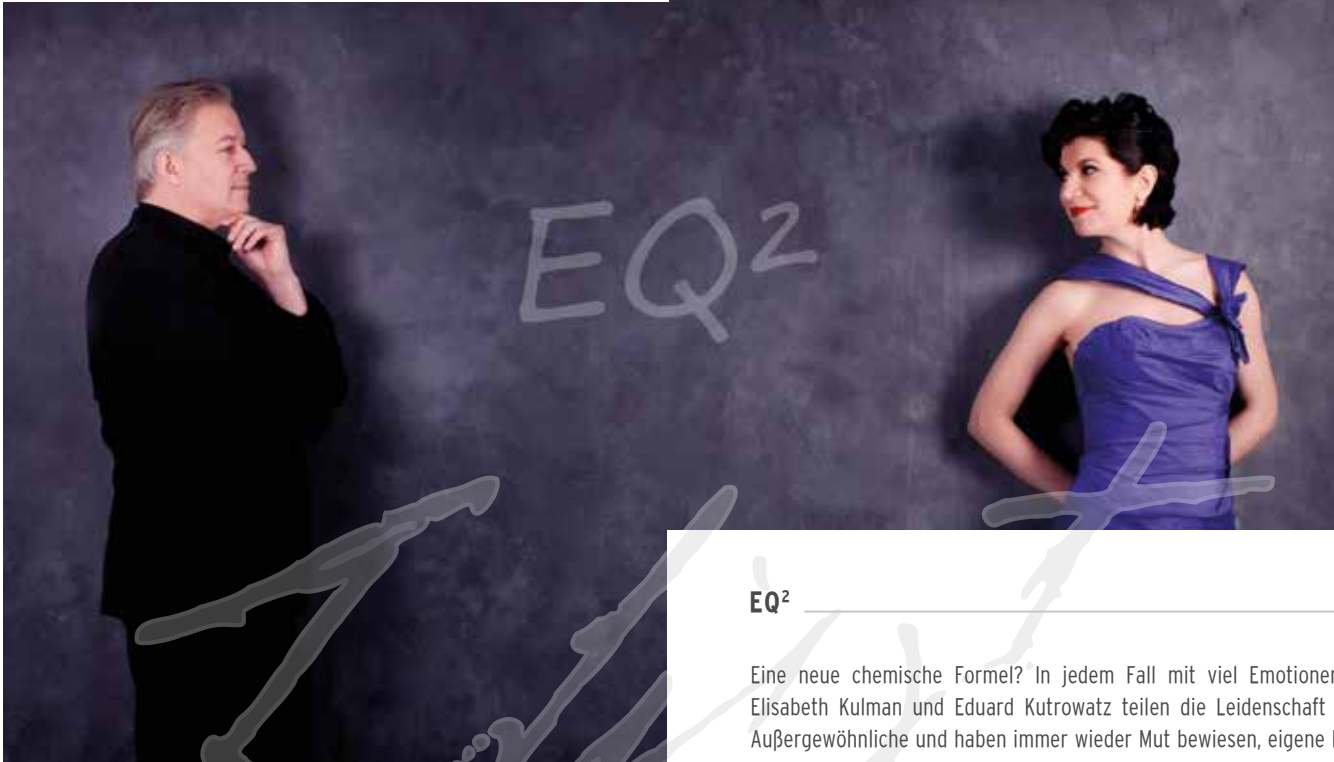 EQ²
EQ²
Eine neue chemische Formel? In jedem Fall mit viel Emotionen
Elisabeth Kulman und Eduard Kutrowatz teilen die Leidenschaft
Außergewöhnliche und haben immer wieder Mut bewiesen, eigene